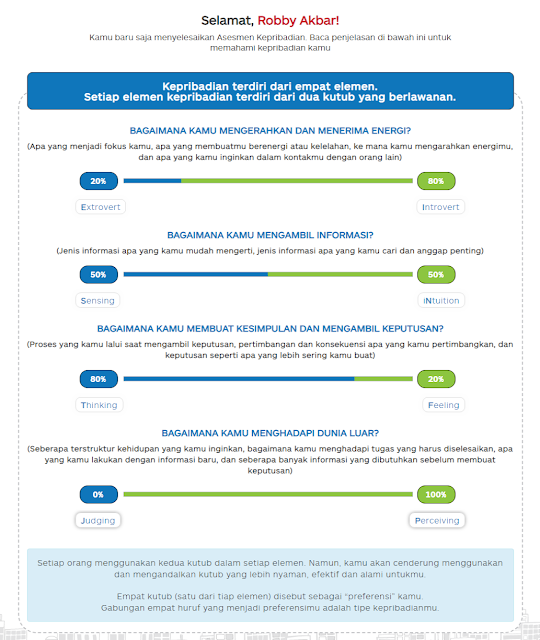 Selamat, Robby Akbar!
Kamu baru saja menyelesaikan Asesmen Kepribadian. Baca penjelasan di bawah ini untuk
memahami kepribadian kamu
Kepribadian terdiri dari empat elemen.
Setiap elemen kepribadian terdiri dari dua kutub yang berlawanan.
BAGAIMANA KAMU MENGERAHKAN DAN MENERIMA ENERGI?
(Apa yang menjadi fokus kamu, apa yang membuatmu berenergi atau kelelahan, ke mana kamu mengarahkan energimu,
dan apa yang kamu inginkan dalam kontakmu dengan orang lain)
20% 80%
Extrovert Introvert
BAGAIMANA KAMU MENGAMBIL INFORMASI?
(Jenis informasi apa yang kamu mudah mengerti, jenis informasi apa yang kamu cari dan anggap penting)
50% 50%
Sensing iNtuition
BAGAIMANA KAMU MEMBUAT KESIMPULAN DAN MENGAMBIL KEPUTUSAN?
(Proses yang kamu lalui saat mengambil keputusan, pertimbangan dan konsekuensi apa yang kamu pertimbangkan, dan
keputusan seperti apa yang lebih sering kamu buat)
80% 20%
Thinking Feeling
BAGAIMANA KAMU MENGHADAPI DUNIA LUAR?
(Seberapa terstruktur kehidupan yang kamu inginkan, bagaimana kamu menghadapi tugas yang harus diselesaikan, apa
yang kamu lakukan dengan informasi baru, dan seberapa banyak informasi yang dibutuhkan sebelum membuat
keputusan)
0% 100%
Judging Perceiving
Setiap orang menggunakan kedua kutub dalam setiap elemen. Namun, kamu akan cenderung menggunakan
dan mengandalkan kutub yang lebih nyaman, efektif dan alami untukmu.
Empat kutub (satu dari tiap elemen) disebut sebagai "preferensi" kamu.
Gabungan empat huruf yang menjadi preferensimu adalah tipe kepribadianmu.